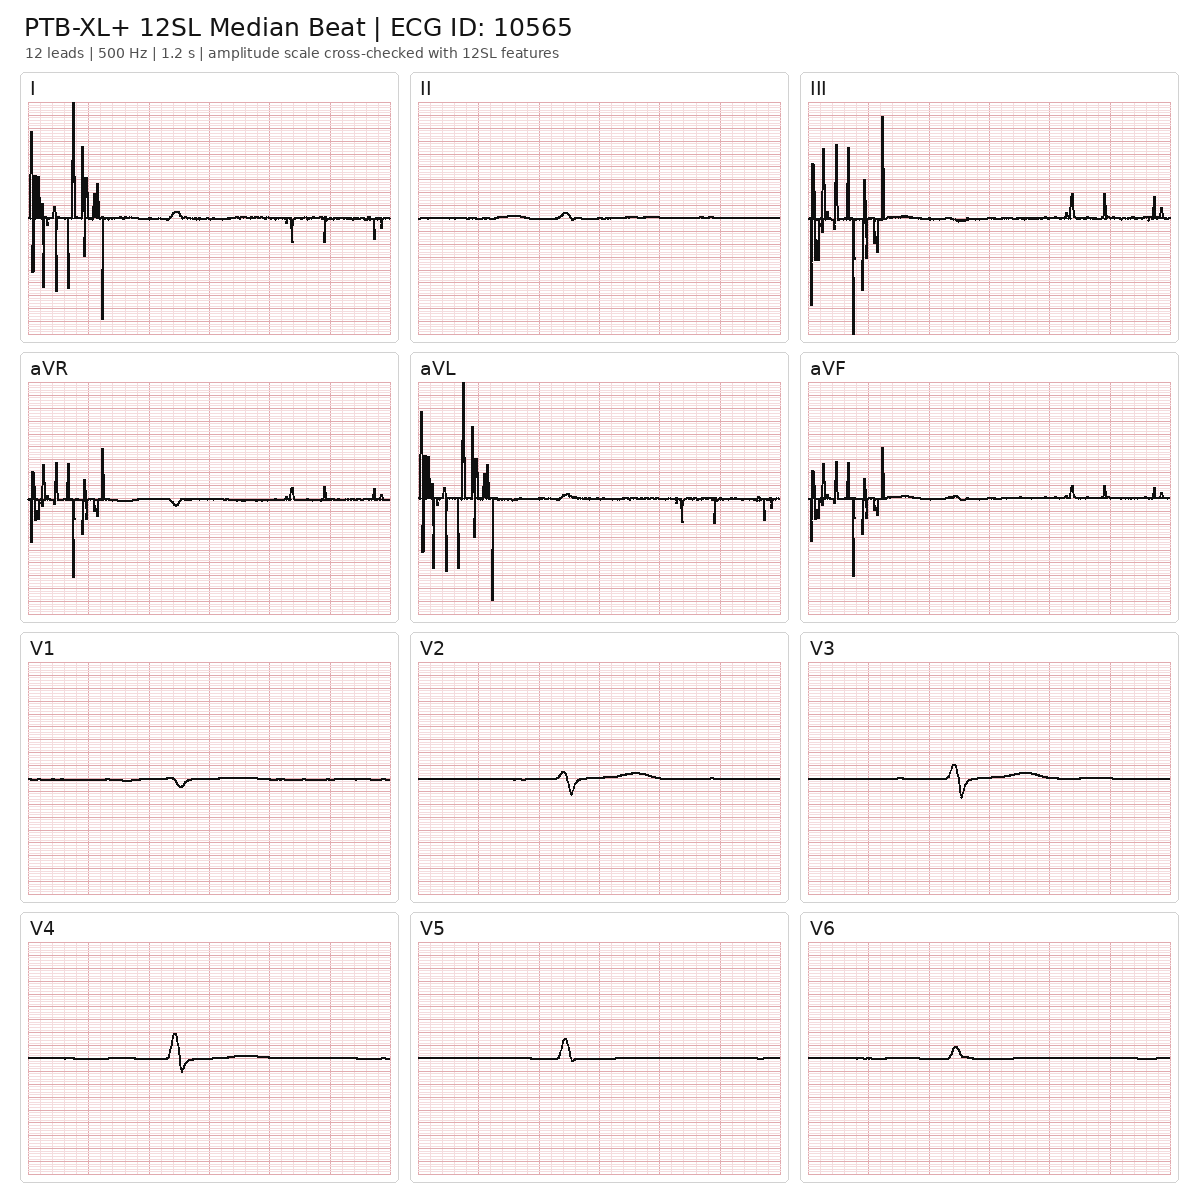 PTB-XL+ 12SL Median Beat | ECG ID: 10565
12 leads | 500 Hz | 1.2 s | amplitude scale cross-checked with 12SL features
I
II
III
aVR
aVL
aVF
V1
V2
V3
V4
V5
V6